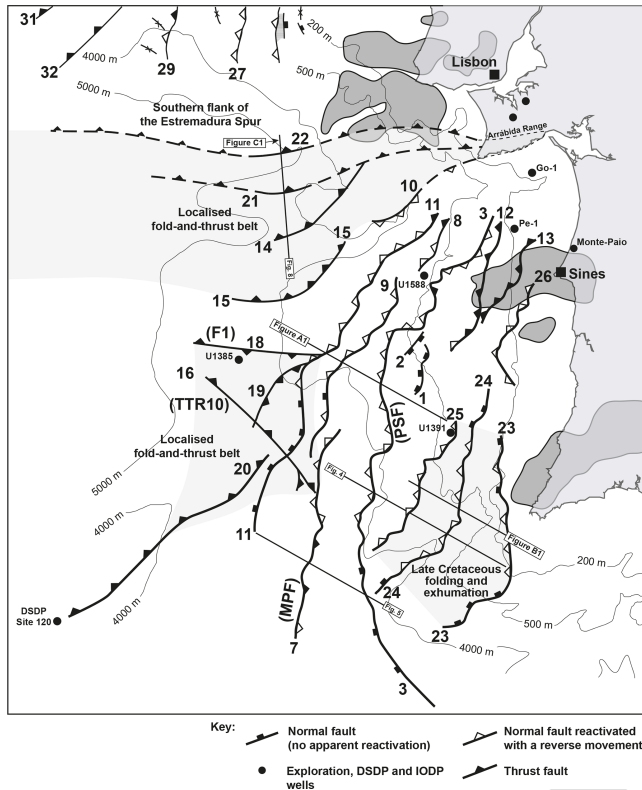 31
32
4000 m
29
27
200 m
500 m
Lisbon
5000 m
Southern flank of
the Estremadura Spur
Figure C1
22
Arrábida Range
Go-1
21
Localised
fold-and-thrust belt
10
11
8
3
12
Pe-1
13
Monte-Paio
14
15
Fig. 8
9
U1588
26
Sines
15
(F1)
18
Figure A1
U1385
2
16
19
1
24
(TTR10)
(PSF)
25
U1391
23
Localised
fold-and-thrust belt
20
5000 m
Fig. 4
4000 m
11
Figure B1
200 m
Late Cretaceous
folding and
exhumation
(MPF)
24
Fig. 5
DSDP
Site 120
4000 m
7
23
500 m
4000 m
3
Key:
Normal fault
(no apparent reactivation)
Normal fault reactivated
with a reverse movement
Exploration, DSDP and IODP
wells
Thrust fault